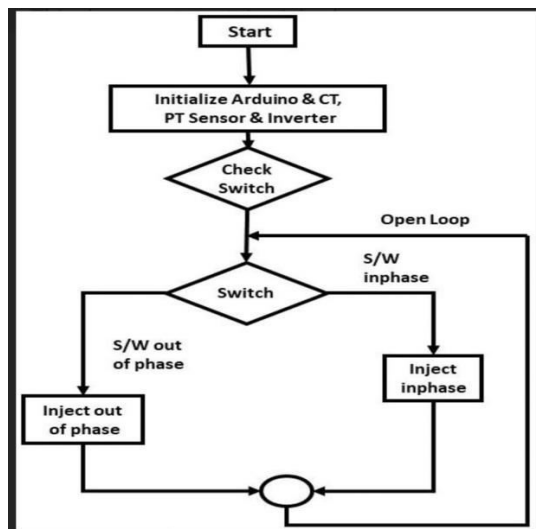 Start
Initialize Arduino & CT,
PT Sensor & Inverter
Check
Switch
Open Loop
S/W
inphase
Switch
S/W out
of phase
Inject
inphase
Inject out
of phase